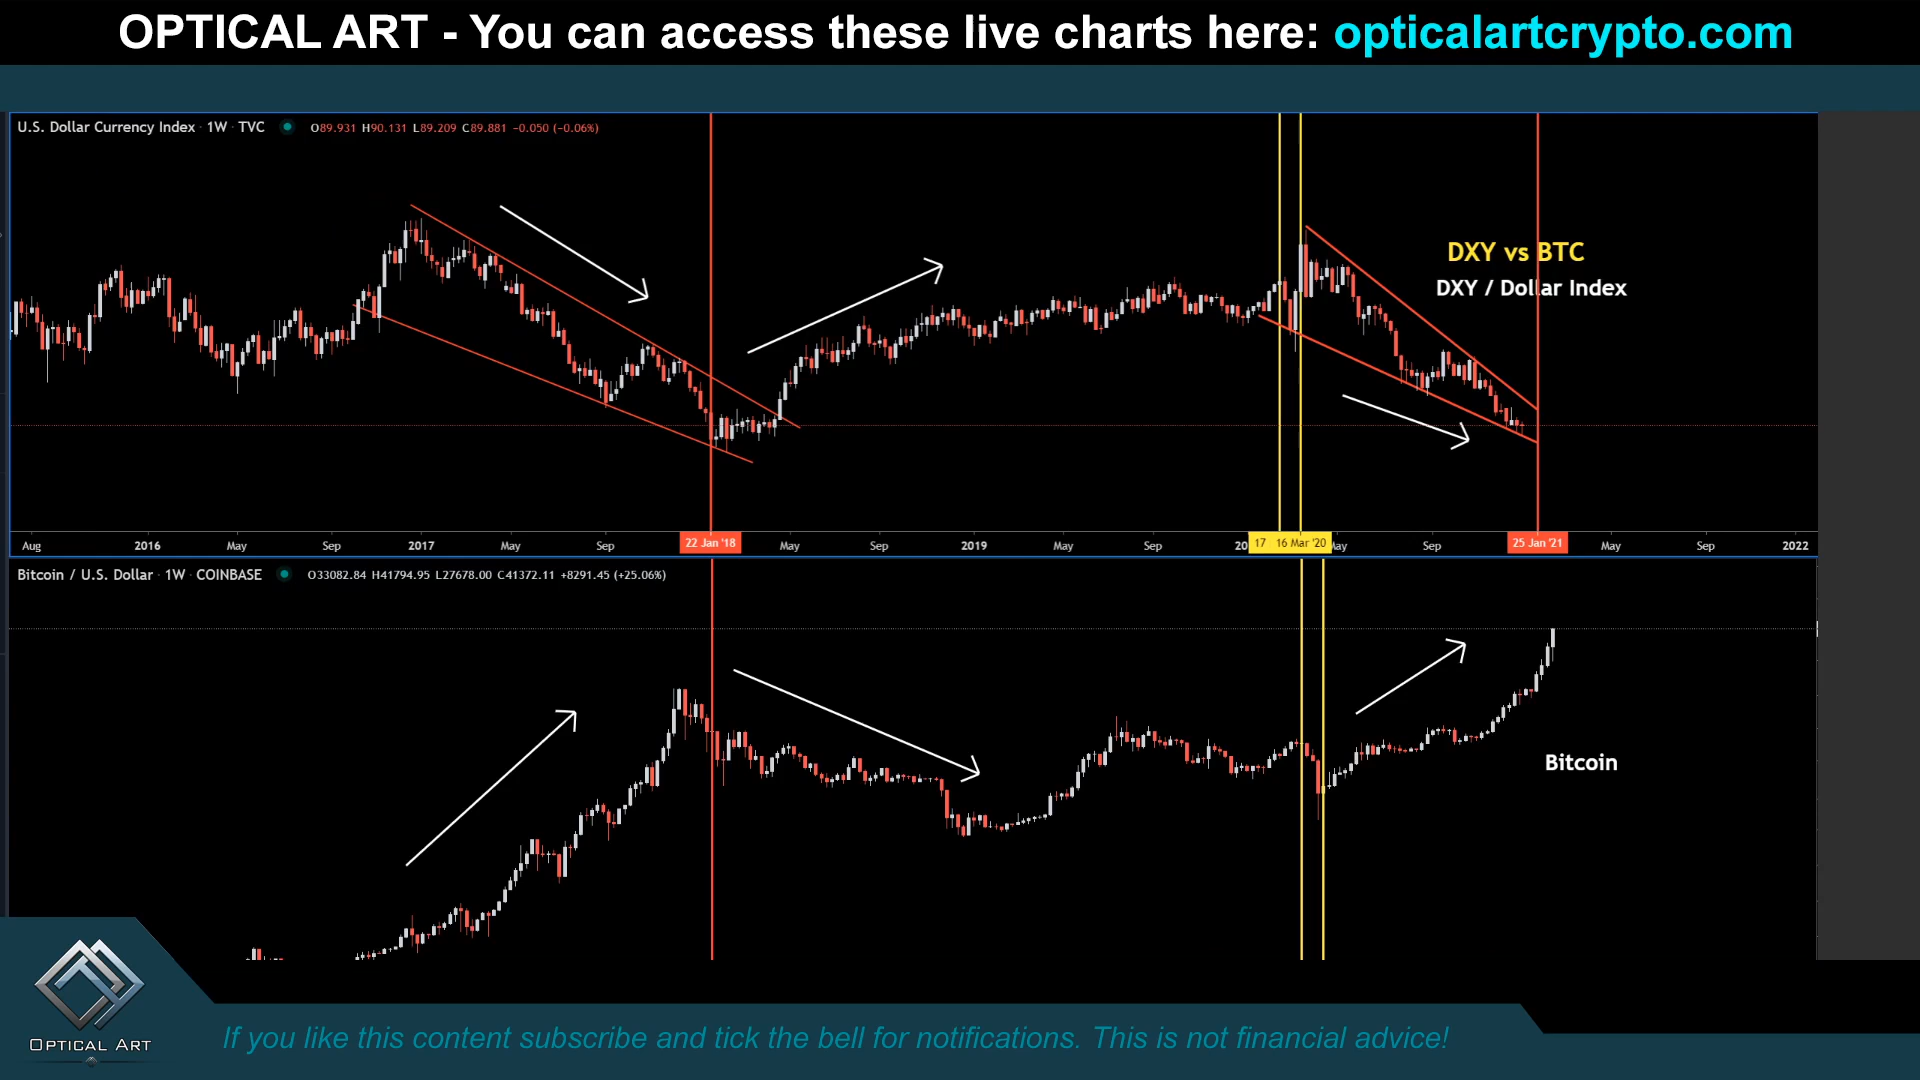 OPTICAL ART - You can access these live charts here: opticalartcrypto.com
U.S. Dollar Currency Index · 1W · TVC O89.931 H90.131 L89.209 C89.881 −0.050 (−0.06%)
DXY vs BTC
DXY / Dollar Index
Aug 2016 May Sep 2017 May Sep 22 Jan '18 May Sep 2019 May Sep 20 17 16 Mar '20 May Sep 25 Jan '21 May Sep 2022
Bitcoin / U.S. Dollar · 1W · COINBASE O33082.84 H41794.95 L27678.00 C41372.11 +8291.45 (+25.06%)
Bitcoin
OPTICAL ART
If you like this content subscribe and tick the bell for notifications. This is not financial advice!